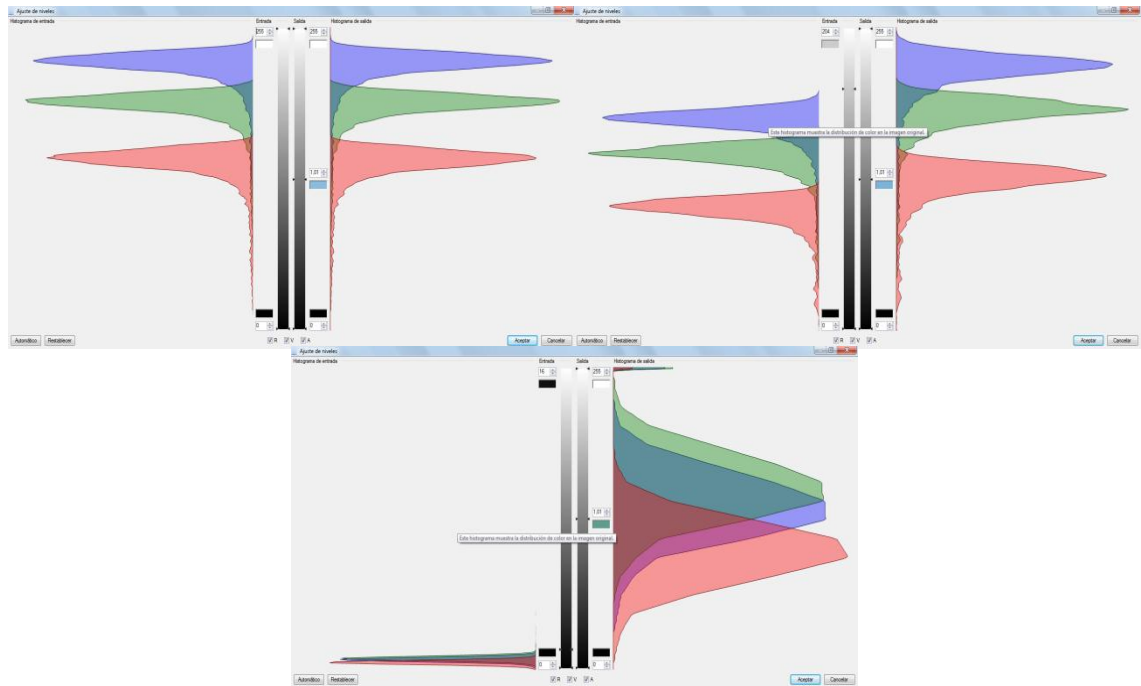 Ajuste de niveles
Histograma de entrada
Entrada
Salida
Histograma de salida
255
255
1,01
0
0
Automático
Restablecer
R
V
A
Aceptar
Cancelar
Ajuste de niveles
Histograma de entrada
Entrada
Salida
Histograma de salida
204
255
Este histograma muestra la distribución de color en la imagen original.
1,01
0
0
Automático
Restablecer
R
V
A
Aceptar
Cancelar
Ajuste de niveles
Histograma de entrada
Entrada
Salida
Histograma de salida
16
255
1,01
Este histograma muestra la distribución de color en la imagen original.
0
0
Automático
Restablecer
R
V
A
Aceptar
Cancelar